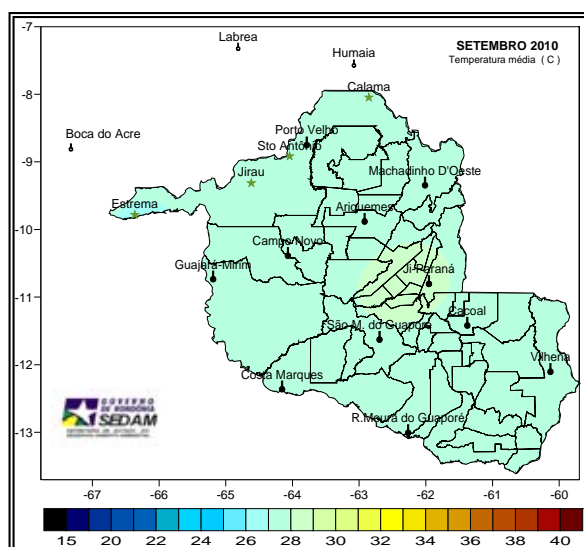 -7
Labrea
Humaia
SETEMBRO 2010
Temperatura média ( C )
-8
Calama
Boca do Acre
Porto Velho
Sto Antônio
-9
Jirau
Machadinho D'Oeste
Estrema
Ariquemes
-10
Campo Novo
Guajará-Mirim
Ji-Paraná
-11
Cacoal
São M. do Guaporé
-12
Vilhena
Costa Marques
R.Moura do Guaporé
GOVERNO
DE RONDÔNIA
SEDAM
-13
-67 -66 -65 -64 -63 -62 -61 -60
15 20 22 24 26 28 30 32 34 36 38 40